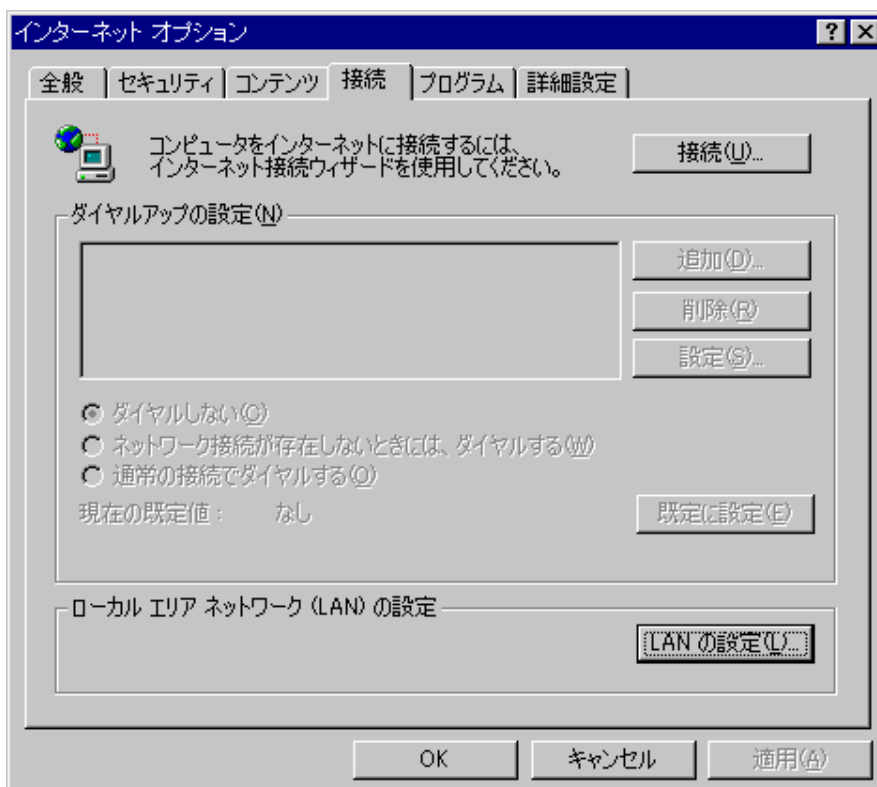 インターネット オプション
全般 セキュリティ コンテンツ 接続 プログラム 詳細設定
コンピュータをインターネットに接続するには、
インターネット接続ウィザードを使用してください。
接続(U)...
ダイヤルアップの設定(N)
追加(D)...
削除(R)
設定(S)...
ダイヤルしない(C)
ネットワーク接続が存在しないときには、ダイヤルする(W)
通常の接続でダイヤルする(O)
現在の既定値: なし
既定に設定(E)
ローカル エリア ネットワーク (LAN) の設定
LAN の設定(L)...
OK キャンセル 適用(A)